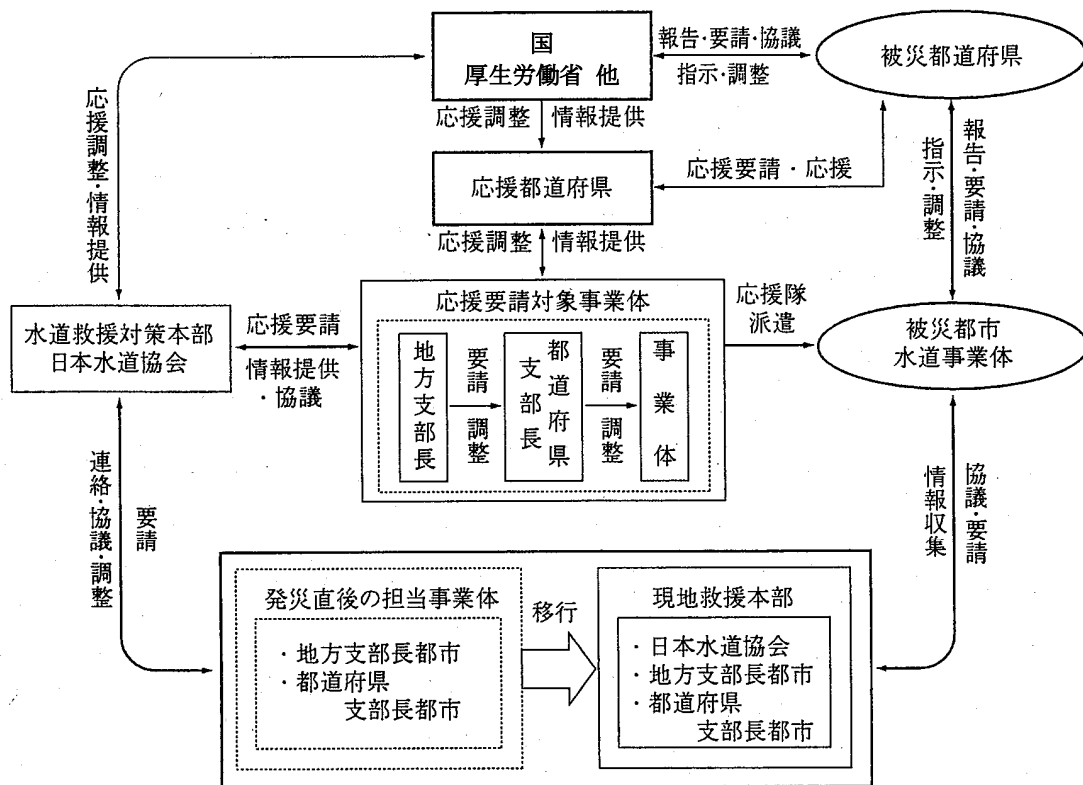 国
厚生労働省 他
報告・要請・協議
指示・調整
被災都道府県
応援調整
情報提供
応援都道府県
応援要請・応援
応援調整
情報提供
応援調整・情報提供
報告・要請・協議
指示・調整
水道救援対策本部
日本水道協会
応援要請
情報提供
・協議
応援要請対象事業体
地方支部長
要請
調整
都道府県
支部長
要請
調整
事業体
応援隊
派遣
被災都市
水道事業体
要請
連絡・協議・調整
協議・要請
情報収集
発災直後の担当事業体
・地方支部長都市
・都道府県
支部長都市
移行
現地救援本部
・日本水道協会
・地方支部長都市
・都道府県
支部長都市